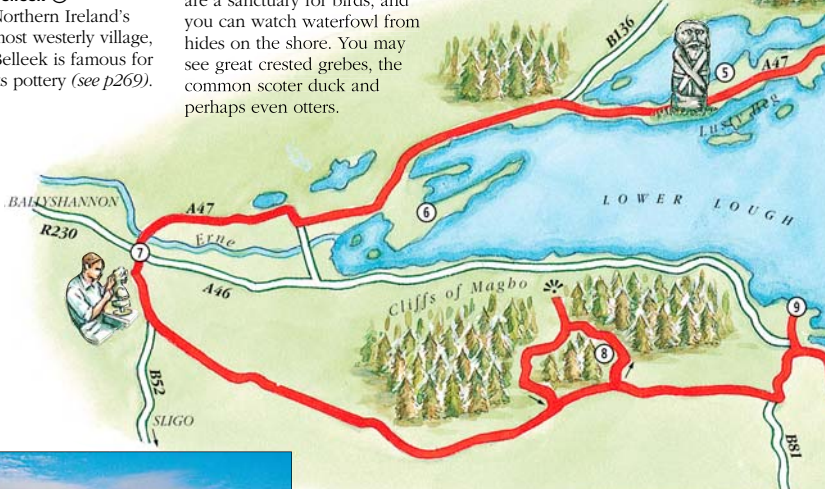 Northern Ireland's
most westerly village,
Belleek is famous for
its pottery (see p269).
are a sanctuary for birds, and
you can watch waterfowl from
hides on the shore. You may
see great crested grebes, the
common scoter duck and
perhaps even otters.
B136
5
A47
Lusty Beg
LOWER LOUGH
BALLYSHANNON
A47
6
R230
Erne
7
A46
Cliffs of Magho
9
8
B52
SLIGO
B81